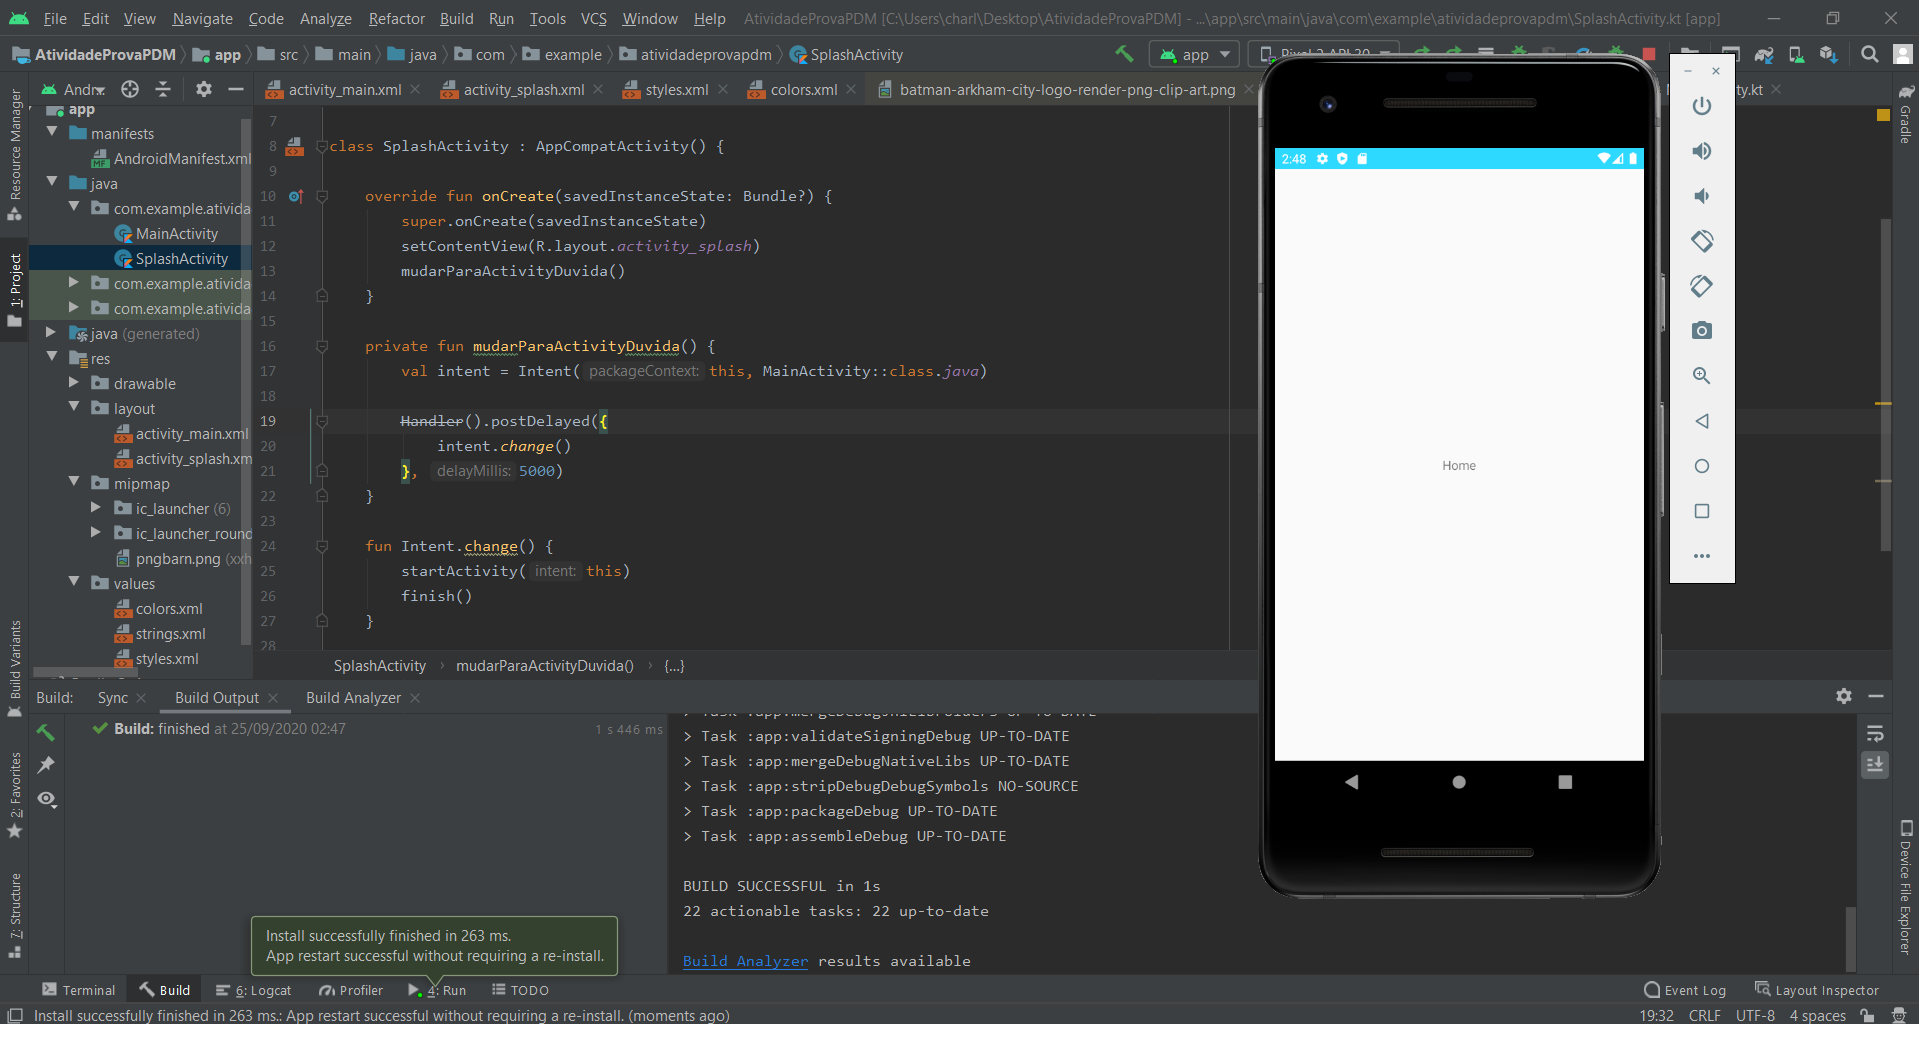 File Edit View Navigate Code Analyze Refactor Build Run Tools VCS Window Help AtividadeProvaPDM [C:\Users\charl\Desktop\AtividadeProvaPDM] - ...\app\src\main\java\com\example\atividadeprovapdm\SplashActivity.kt [app]
AtividadeProvaPDM app src main java com example atividadeprovapdm SplashActivity app
Andr
activity_main.xml activity_splash.xml styles.xml colors.xml batman-arkham-city-logo-render-png-clip-art.png ty.kt
Resource Manager
1: Project
Build Variants
2: Favorites
7: Structure
app
manifests
AndroidManifest.xml
java
com.example.ativida
MainActivity
SplashActivity
com.example.ativida
com.example.ativida
java (generated)
res
drawable
layout
activity_main.xml
activity_splash.xm
mipmap
ic_launcher (6)
ic_launcher_round
pngbarn.png (xxh
values
colors.xml
strings.xml
styles.xml
7
8 class SplashActivity : AppCompatActivity() {
9
10 override fun onCreate(savedInstanceState: Bundle?) {
11 super.onCreate(savedInstanceState)
12 setContentView(R.layout.activity_splash)
13 mudarParaActivityDuvida()
14 }
15
16 private fun mudarParaActivityDuvida() {
17 val intent = Intent( packageContext: this, MainActivity::class.java)
18
19 Handler().postDelayed({
20 intent.change()
21 }, delayMillis: 5000)
22 }
23
24 fun Intent.change() {
25 startActivity( intent: this)
26 finish()
27 }
28
SplashActivity › mudarParaActivityDuvida() › {...}
2:48
Home
Gradle
Device File Explorer
Build: Sync Build Output Build Analyzer
Build: finished at 25/09/2020 02:47 1 s 446 ms
> Task :app:mergeDebugJniLibFolders UP-TO-DATE
> Task :app:validateSigningDebug UP-TO-DATE
> Task :app:mergeDebugNativeLibs UP-TO-DATE
> Task :app:stripDebugDebugSymbols NO-SOURCE
> Task :app:packageDebug UP-TO-DATE
> Task :app:assembleDebug UP-TO-DATE
BUILD SUCCESSFUL in 1s
22 actionable tasks: 22 up-to-date
Build Analyzer results available
Install successfully finished in 263 ms.
App restart successful without requiring a re-install.
Terminal Build 6: Logcat Profiler 4: Run TODO Event Log Layout Inspector
Install successfully finished in 263 ms.: App restart successful without requiring a re-install. (moments ago) 19:32 CRLF UTF-8 4 spaces